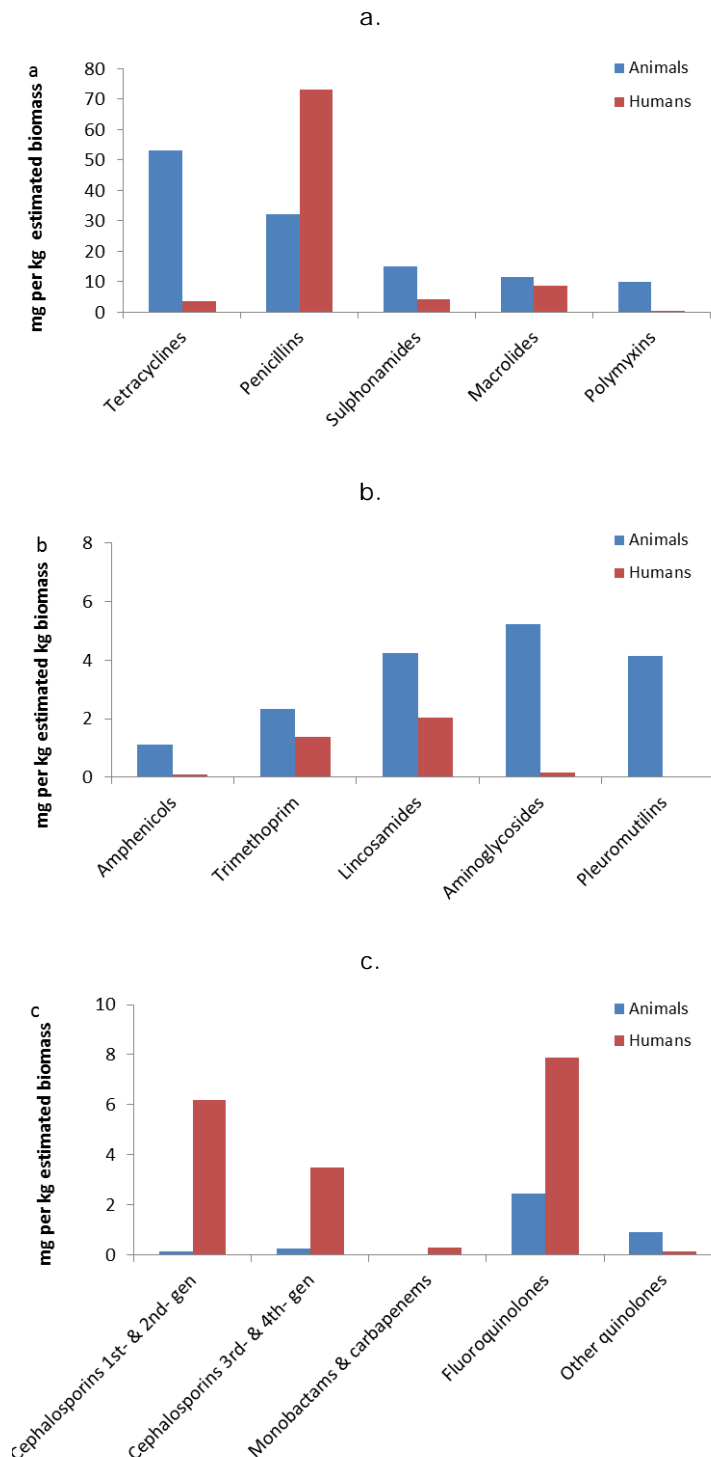 a.
a
mg per kg estimated biomass
80
70
60
50
40
30
20
10
0
Animals
Humans
Tetracyclines
Penicillins
Sulphonamides
Macrolides
Polymyxins
b.
b
mg per kg estimated kg biomass
8
6
4
2
0
Animals
Humans
Amphenicols
Trimethoprim
Lincosamides
Aminoglycosides
Pleuromutilins
c.
c
mg per kg estimated biomass
10
8
6
4
2
0
Animals
Humans
Cephalosporins 1st- & 2nd- gen
Cephalosporins 3rd- & 4th- gen
Monobactams & carbapenems
Fluoroquinolones
Other quinolones